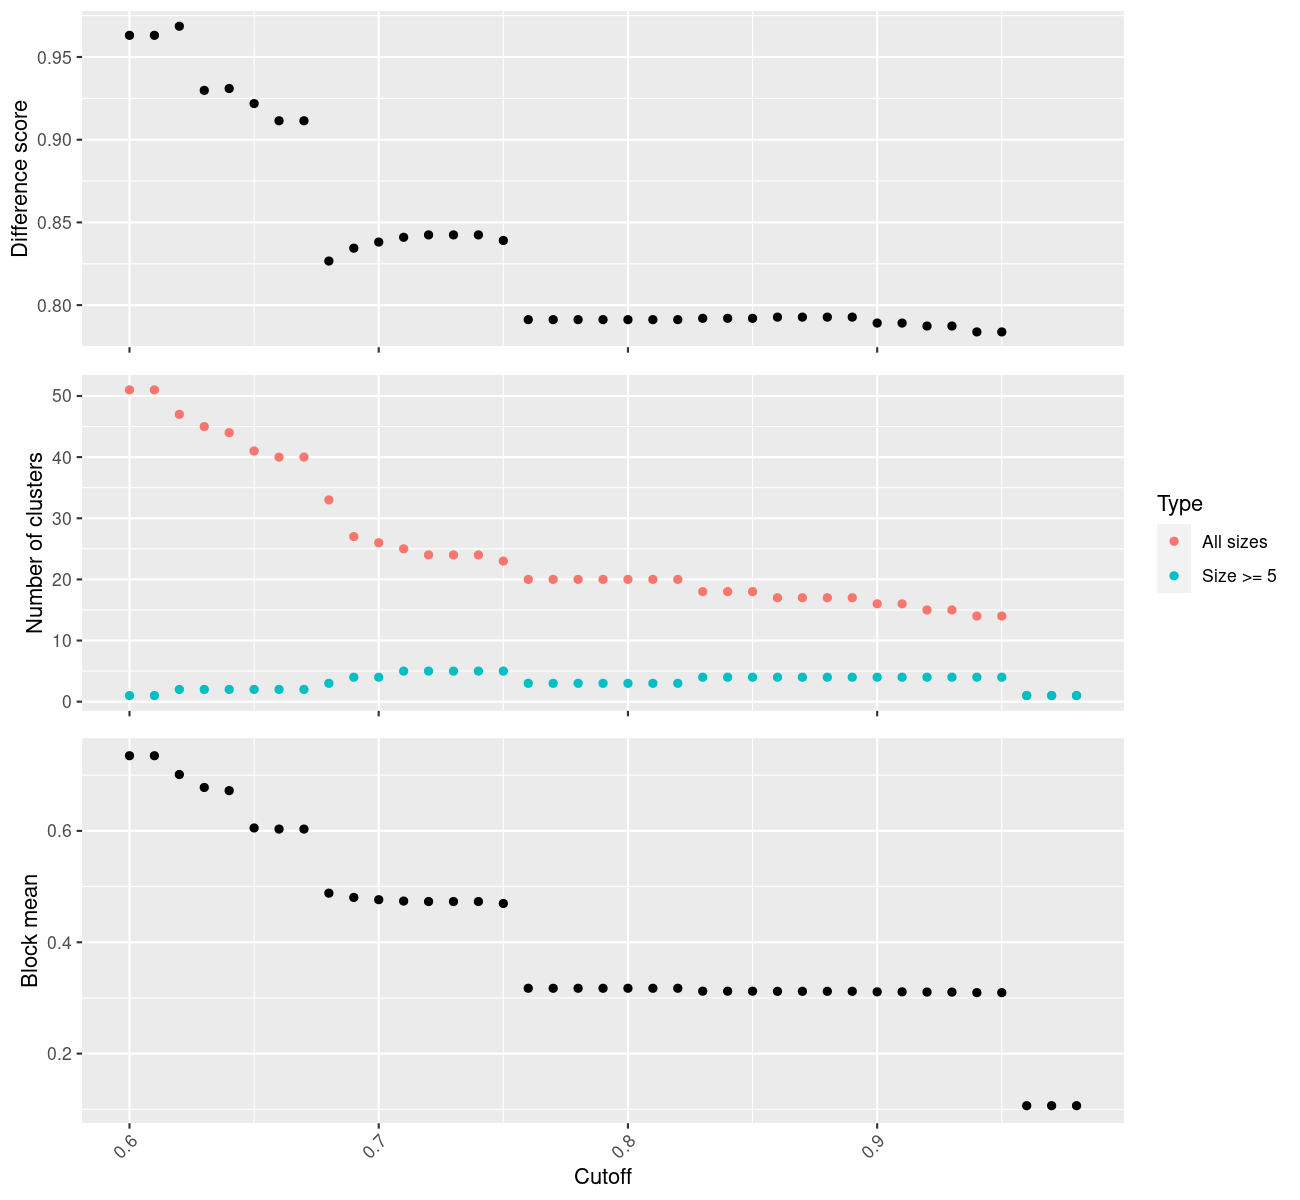 Difference score
0.95
0.90
0.85
0.80
Number of clusters
50
40
30
20
10
0
Type
All sizes
Size >= 5
Block mean
0.6
0.4
0.2
0.6 0.7 0.8 0.9
Cutoff